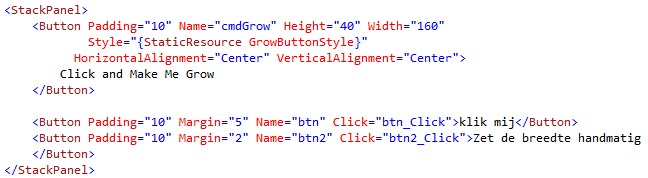 <StackPanel>
<Button Padding="10" Name="cmdGrow" Height="40" Width="160"
Style="{StaticResource GrowButtonStyle}"
HorizontalAlignment="Center" VerticalAlignment="Center">
Click and Make Me Grow
</Button>
<Button Padding="10" Margin="5" Name="btn" Click="btn_Click">klik mij</Button>
<Button Padding="10" Margin="2" Name="btn2" Click="btn2_Click">Zet de breedte handmatig
</Button>
</StackPanel>